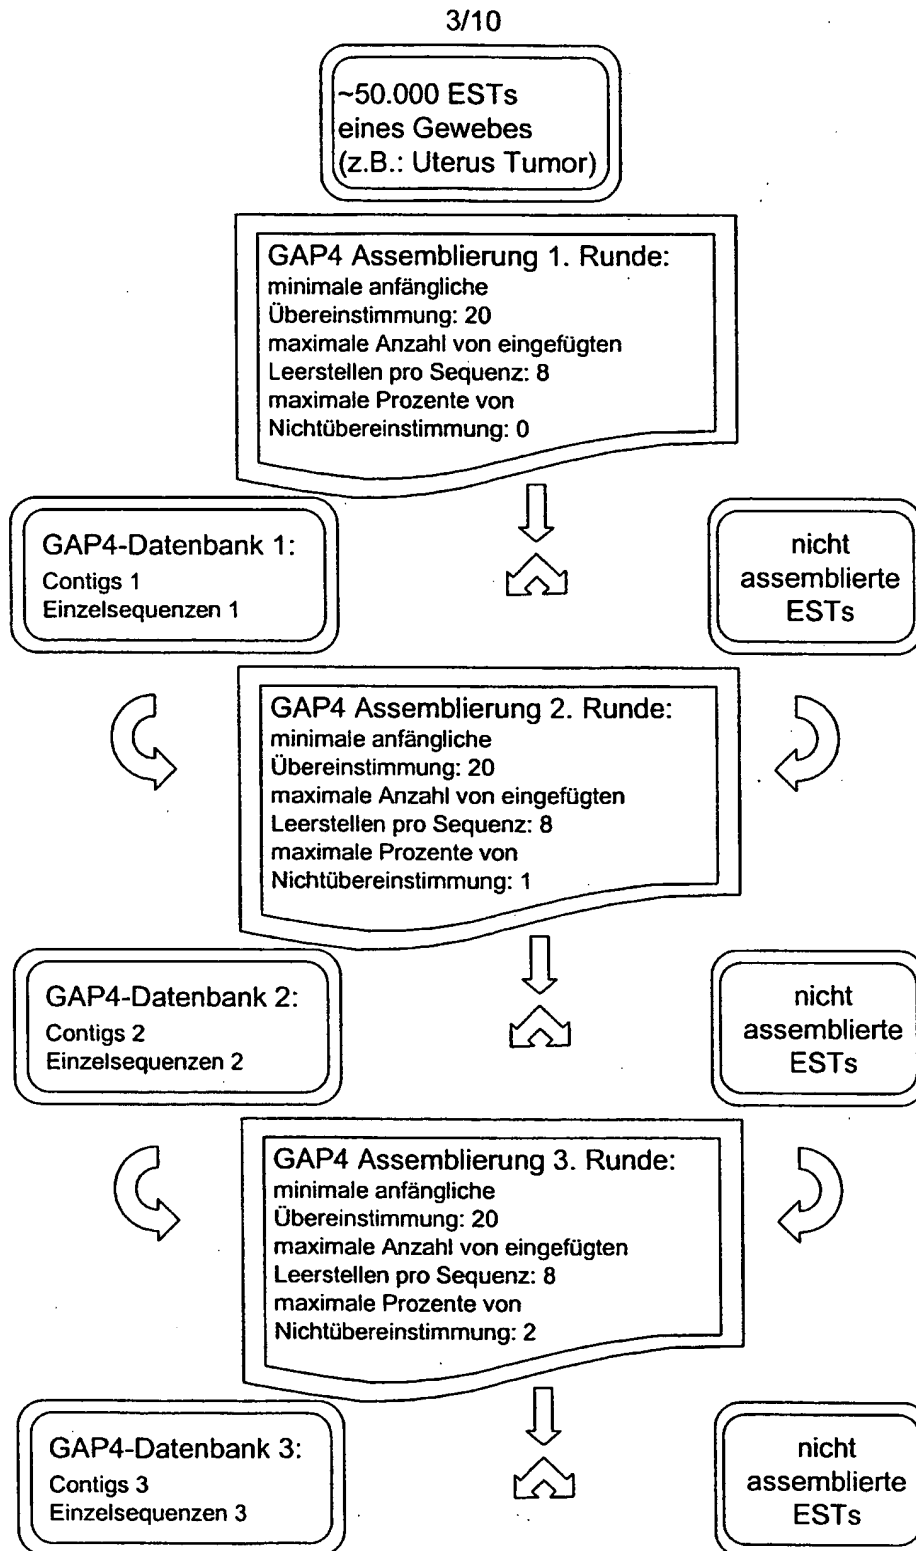 3/10
~50.000 ESTs
eines Gewebes
(z.B.: Uterus Tumor)
GAP4 Assemblierung 1. Runde:
minimale anfängliche
Übereinstimmung: 20
maximale Anzahl von eingefügten
Leerstellen pro Sequenz: 8
maximale Prozente von
Nichtübereinstimmung: 0
GAP4-Datenbank 1:
Contigs 1
Einzelsequenzen 1
nicht
assemblierte
ESTs
GAP4 Assemblierung 2. Runde:
minimale anfängliche
Übereinstimmung: 20
maximale Anzahl von eingefügten
Leerstellen pro Sequenz: 8
maximale Prozente von
Nichtübereinstimmung: 1
GAP4-Datenbank 2:
Contigs 2
Einzelsequenzen 2
nicht
assemblierte
ESTs
GAP4 Assemblierung 3. Runde:
minimale anfängliche
Übereinstimmung: 20
maximale Anzahl von eingefügten
Leerstellen pro Sequenz: 8
maximale Prozente von
Nichtübereinstimmung: 2
GAP4-Datenbank 3:
Contigs 3
Einzelsequenzen 3
nicht
assemblierte
ESTs